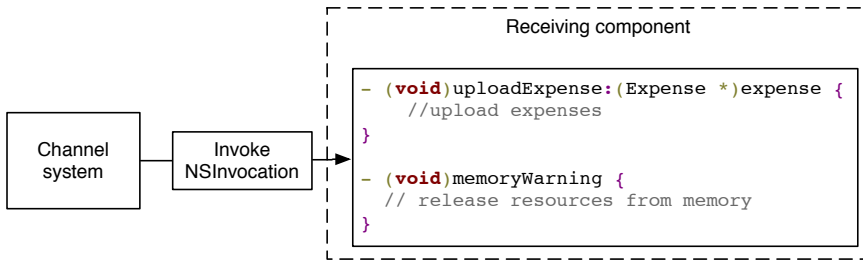 Receiving component
Channel
system
Invoke
NSInvocation
- (void)uploadExpense:(Expense *)expense {
//upload expenses
}
- (void)memoryWarning {
// release resources from memory
}